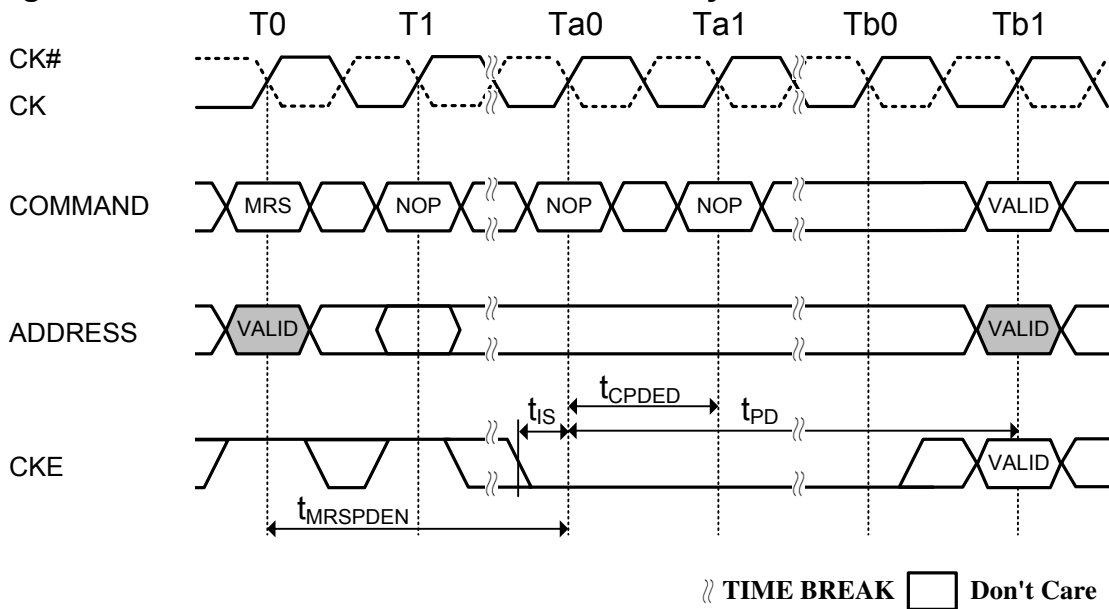 T0 T1 Ta0 Ta1 Tb0 Tb1
CK#
CK
COMMAND MRS NOP NOP NOP VALID
ADDRESS VALID VALID
tIS tCPDED tPD
CKE VALID
tMRSPDEN
TIME BREAK Don't Care